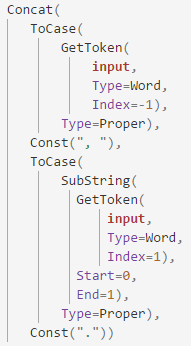 Concat(
ToCase(
GetToken(
input,
Type=Word,
Index=-1),
Type=Proper),
Const(", "),
ToCase(
SubString(
GetToken(
input,
Type=Word,
Index=1),
Start=0,
End=1),
Type=Proper),
Const("."))